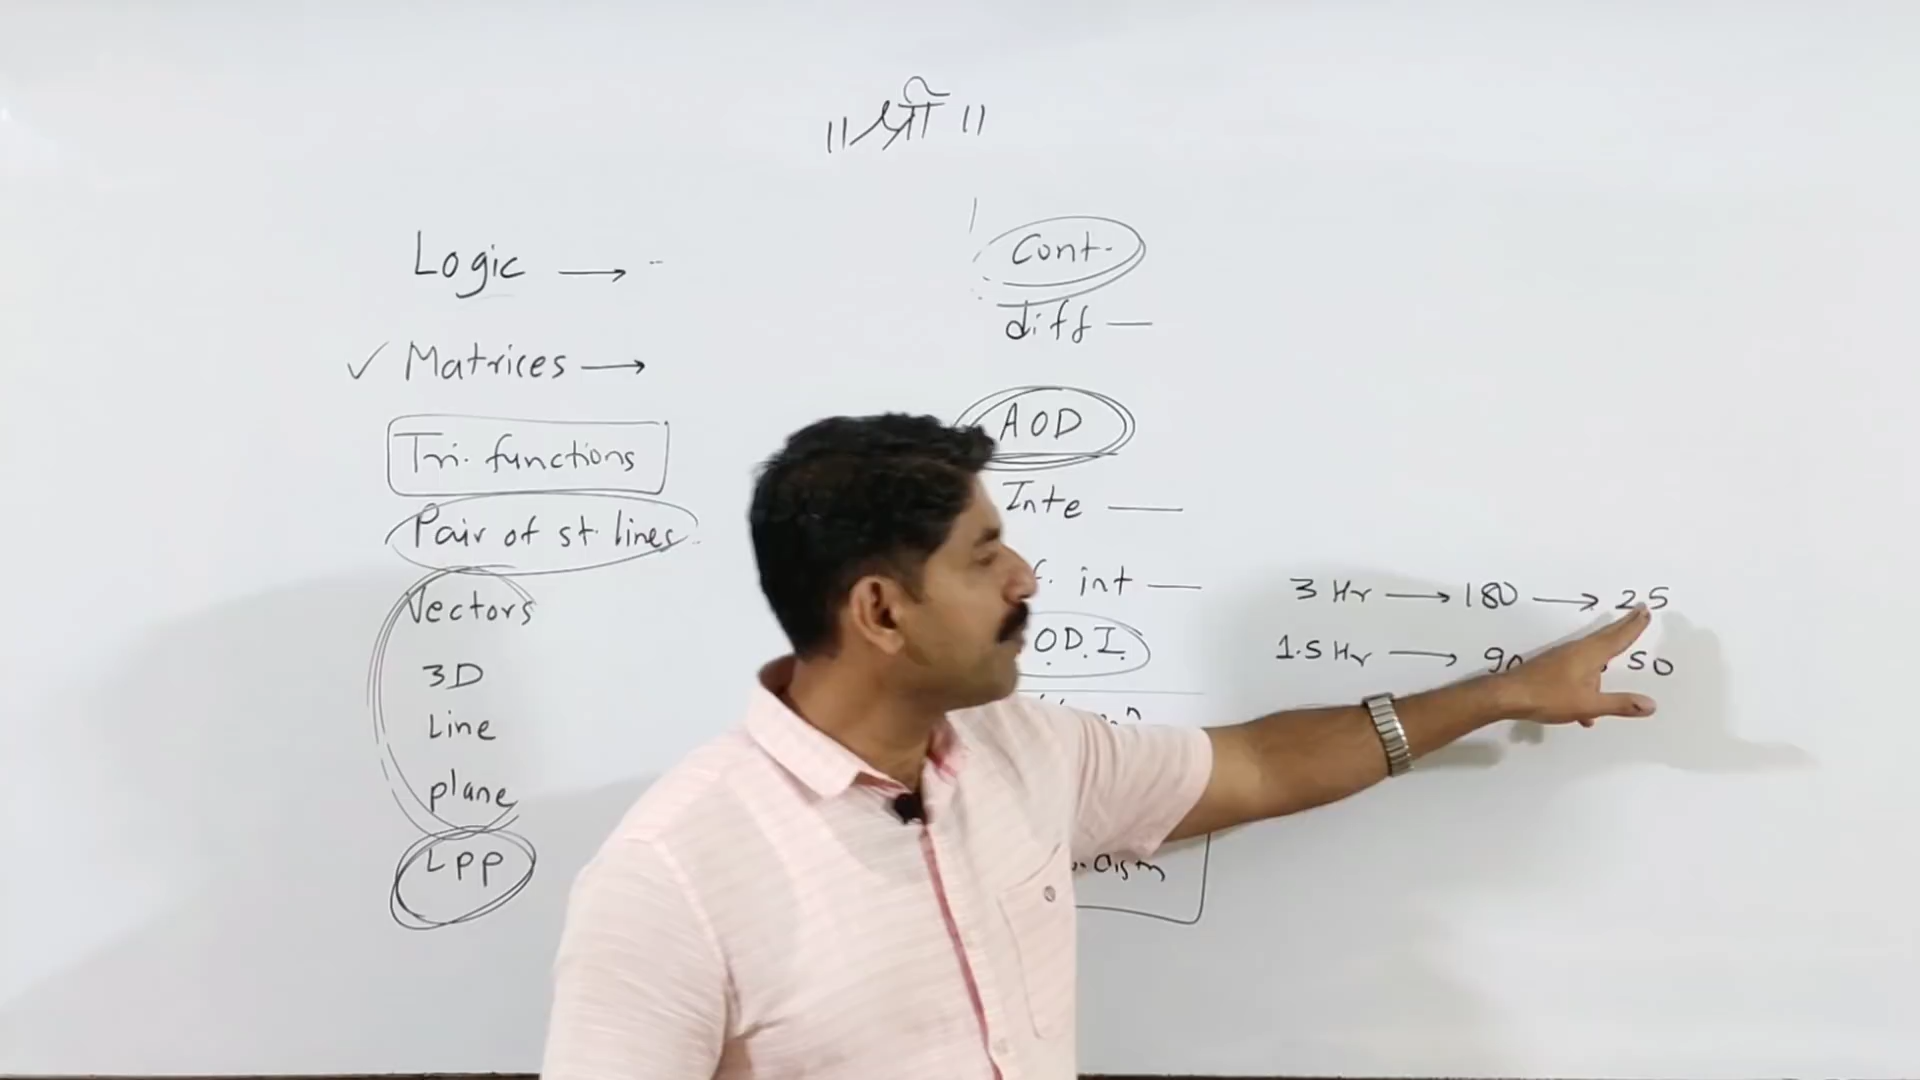 ॥ श्री ॥
Logic →
✓ Matrices →
Tri. functions
Pair of st. lines
Vectors
3D
Line
plane
LPP
Cont.
diff —
AOD
Inte —
f. int —
O.D.I.
3 Hr → 180 → 25
1.5 Hr → 90 50